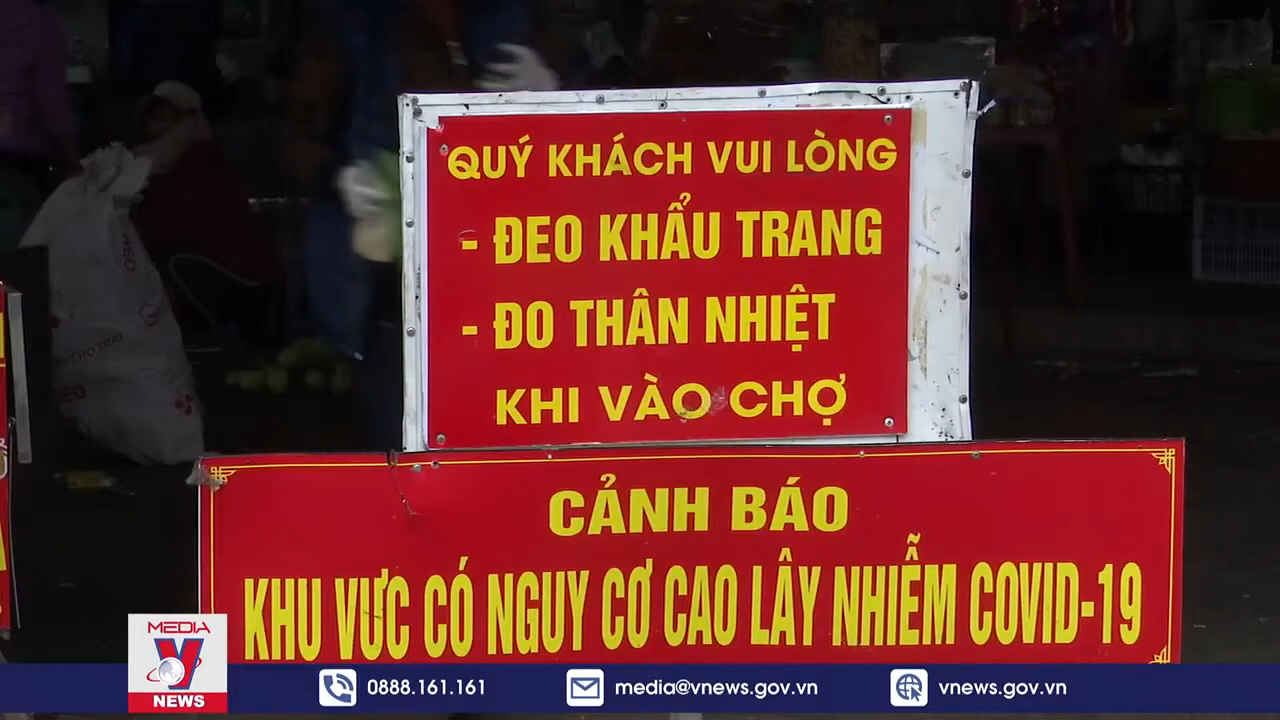 QUÝ KHÁCH VUI LÒNG
- ĐEO KHẨU TRANG
- ĐO THÂN NHIỆT
KHI VÀO CHỢ
CẢNH BÁO
KHU VƯC CÓ NGUY CƠ CAO LÂY NHIỄM COVID-19
MEDIA
V
NEWS
0888.161.161
media@vnews.gov.vn
vnews.gov.vn